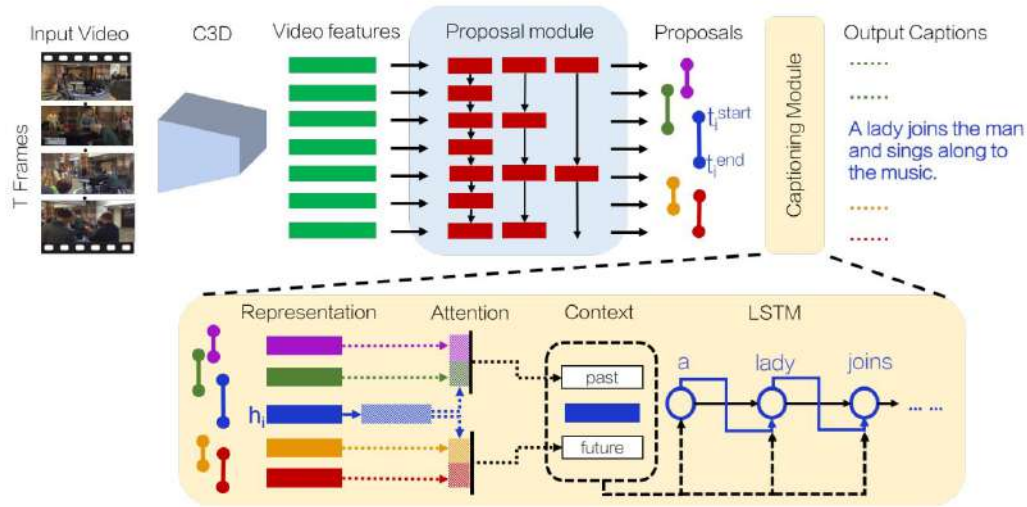 Input Video
C3D
Video features
Proposal module
Proposals
Output Captions
T Frames
t_i^start
t_i^end
Captioning Module
A lady joins the man
and sings along to
the music.
Representation
Attention
Context
LSTM
h_i
past
future
a
lady
joins
... ...